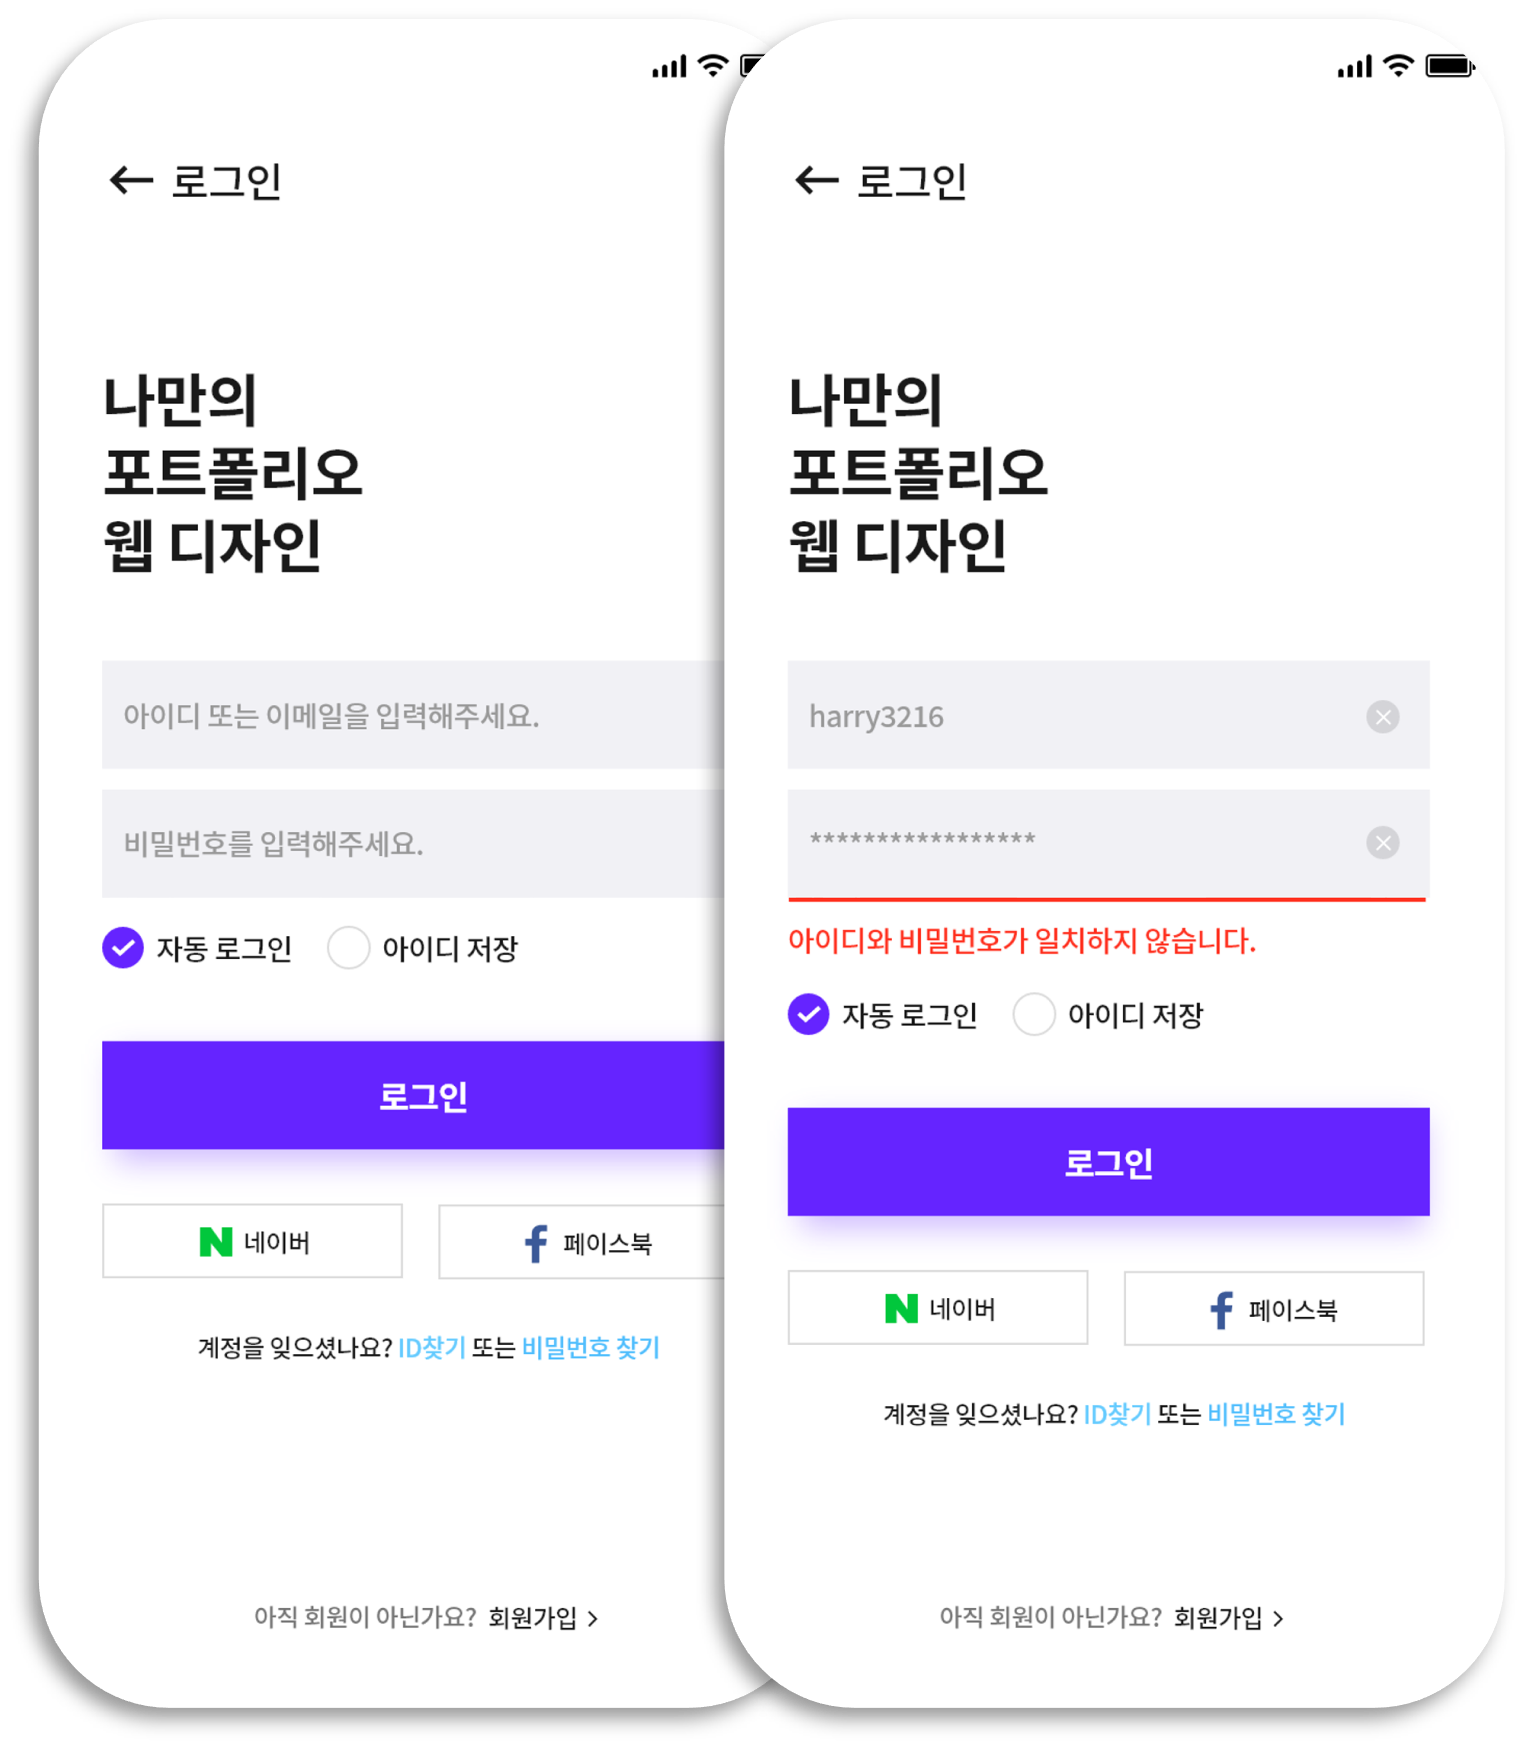 로그인
나만의
포트폴리오
웹 디자인
아이디 또는 이메일을 입력해주세요.
비밀번호를 입력해주세요.
자동 로그인 아이디 저장
로그인
네이버 페이스북
계정을 잊으셨나요? ID찾기 또는 비밀번호 찾기
아직 회원이 아닌가요? 회원가입 >
로그인
나만의
포트폴리오
웹 디자인
harry3216
*****************
아이디와 비밀번호가 일치하지 않습니다.
자동 로그인 아이디 저장
로그인
네이버 페이스북
계정을 잊으셨나요? ID찾기 또는 비밀번호 찾기
아직 회원이 아닌가요? 회원가입 >